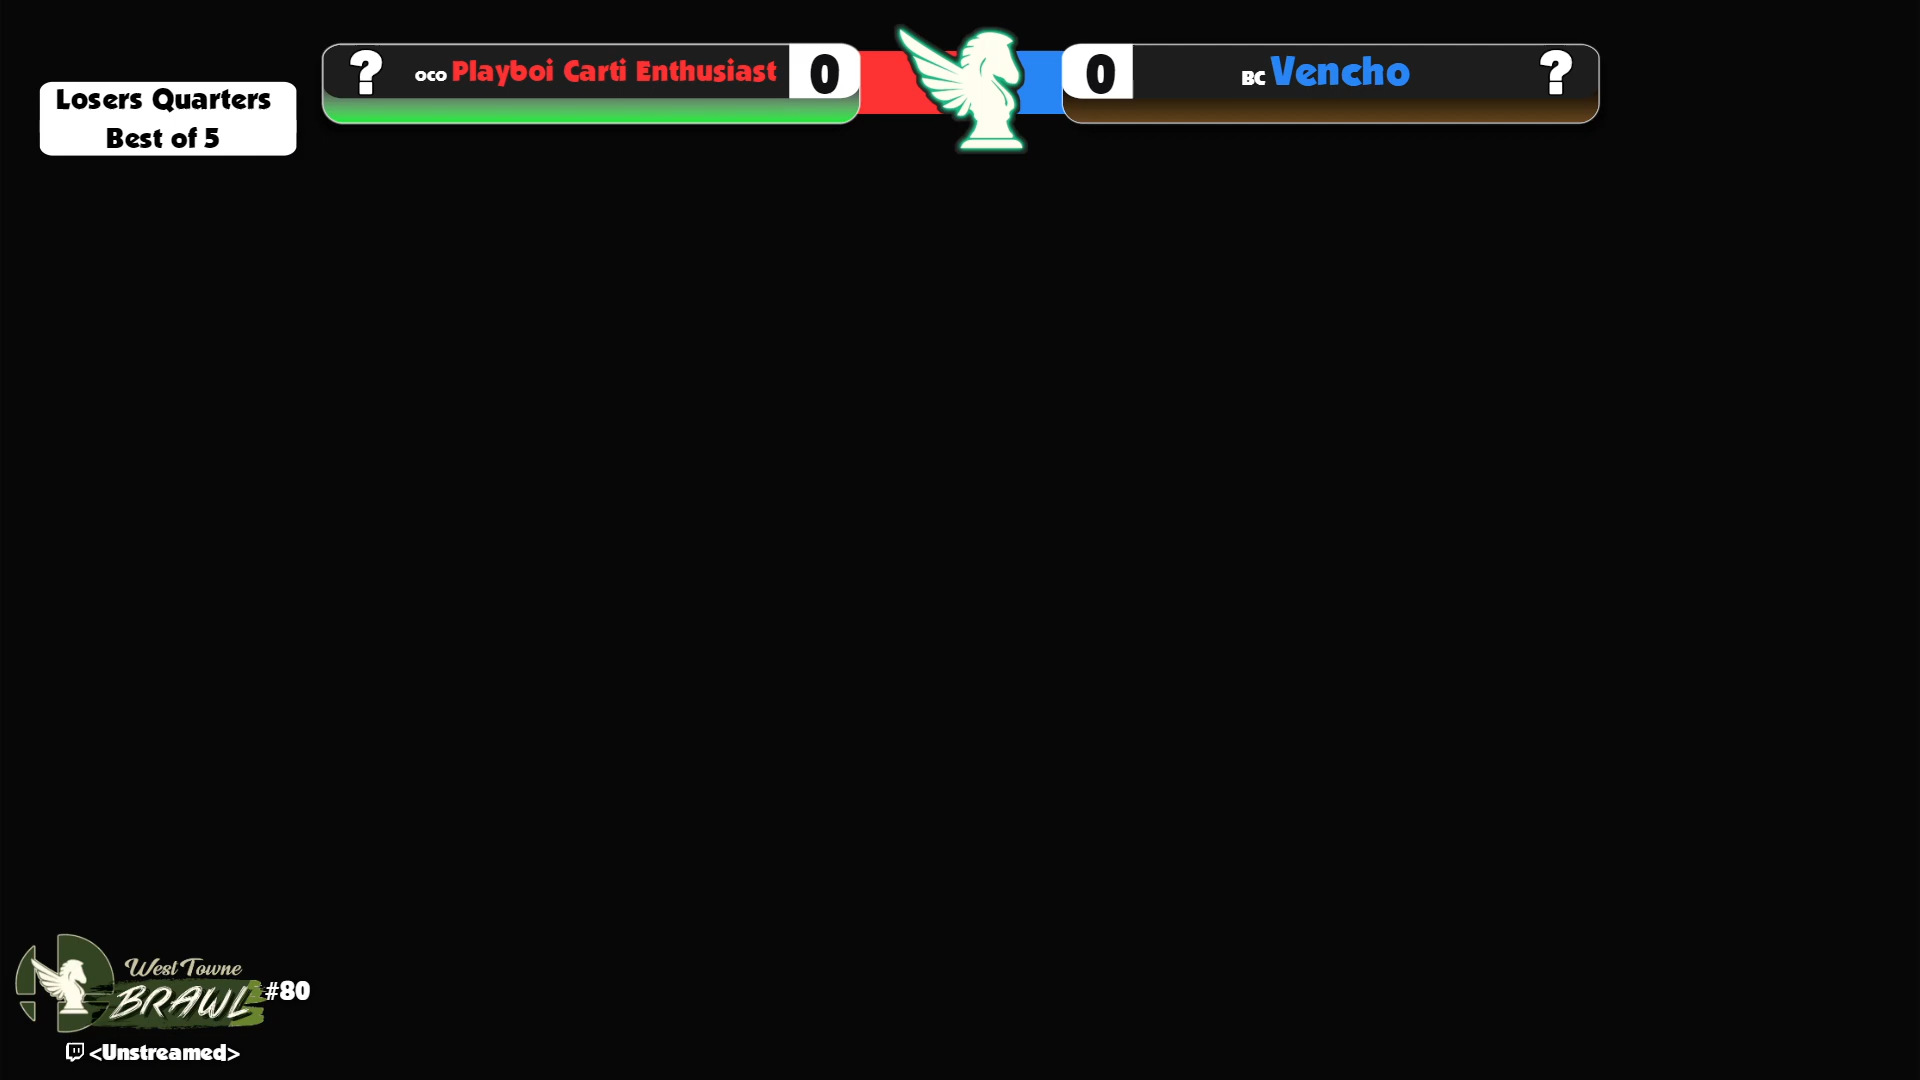 Losers Quarters
Best of 5
? oco Playboi Carti Enthusiast 0
0 BC Vencho ?
West Towne
BRAWL #80
<Unstreamed>